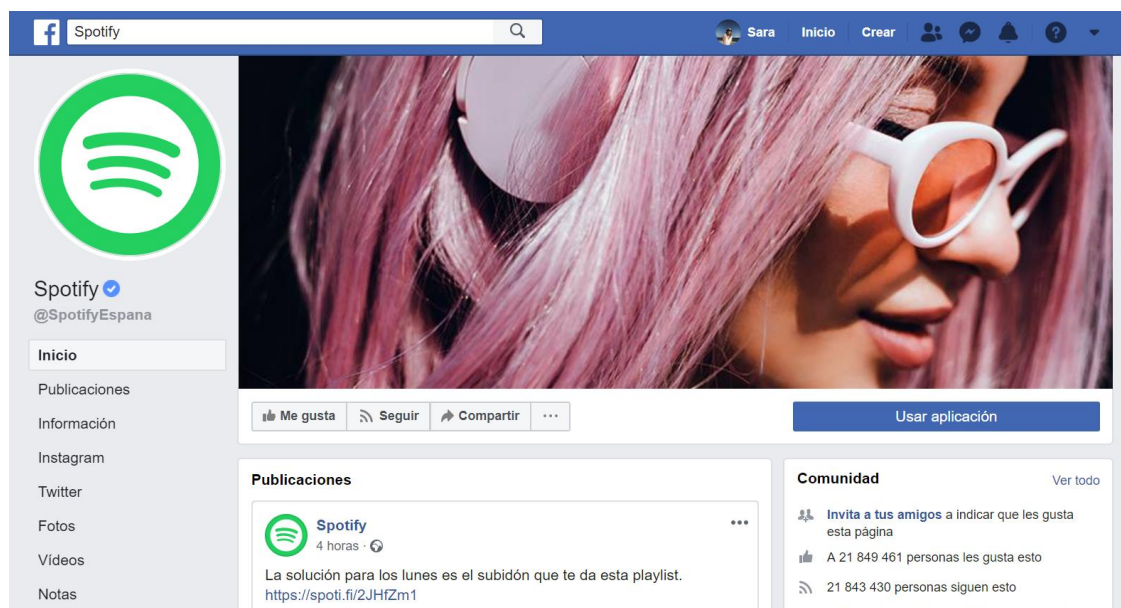 Spotify
Sara Inicio Crear
Spotify
@SpotifyEspana
Inicio
Publicaciones
Información
Instagram
Twitter
Fotos
Vídeos
Notas
Me gusta Seguir Compartir ...
Usar aplicación
Publicaciones
Spotify
4 horas ·
La solución para los lunes es el subidón que te da esta playlist.
https://spoti.fi/2JHfZm1
Comunidad Ver todo
Invita a tus amigos a indicar que les gusta
esta página
A 21 849 461 personas les gusta esto
21 843 430 personas siguen esto